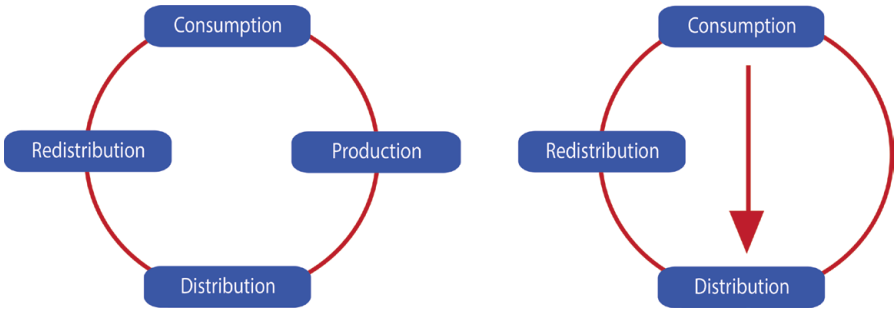 Consumption
Redistribution
Production
Distribution
Consumption
Redistribution
Distribution